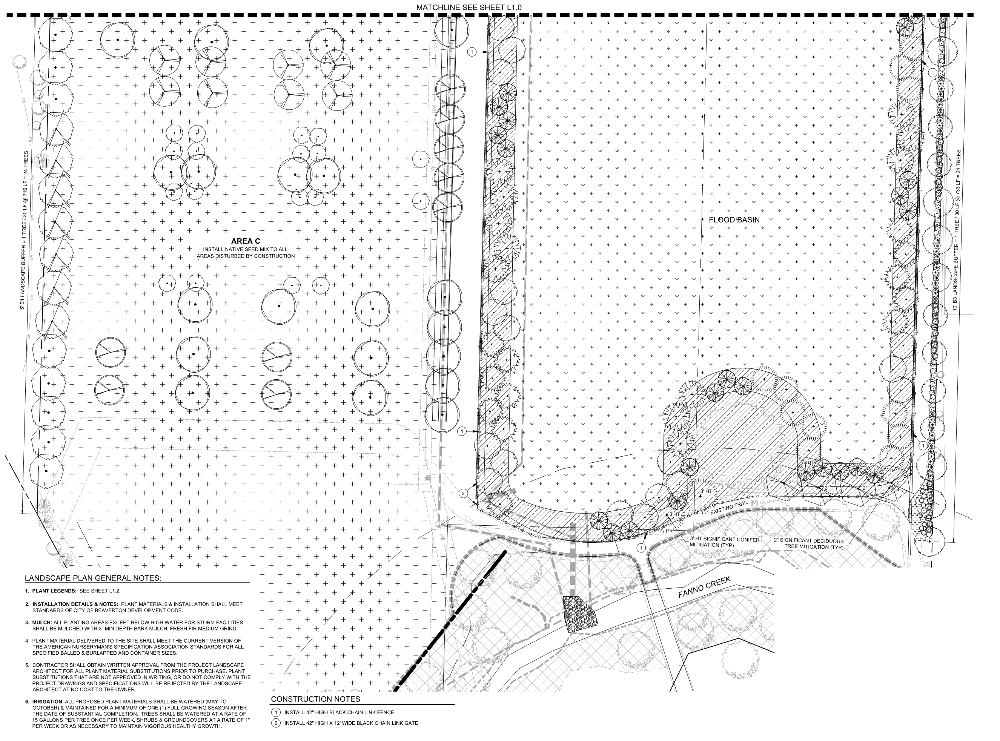 MATCHLINE SEE SHEET L1.0
1
1
5' B1 LANDSCAPE BUFFER = 1 TREE / 30 LF @ 716 LF = 24 TREES
10' B3 LANDSCAPE BUFFER = 1 TREE / 30 LF @ 733 LF = 24 TREES
EW
EW
EW
EW
EW
EW
EW
(W)
(W)
(W)
(W)
(S)
FLOOD BASIN
AREA C
INSTALL NATIVE SEED MIX TO ALL
AREAS DISTURBED BY CONSTRUCTION
1
1
2
2"
2"
2"
2"
3' HT
3'HT
EXISTING TRAIL
M
1
3' HT SIGNIFICANT CONIFER
MITIGATION (TYP)
2" SIGNIFICANT DECIDUOUS
TREE MITIGATION (TYP)
FANNO CREEK
LANDSCAPE PLAN GENERAL NOTES:
1. PLANT LEGENDS: SEE SHEET L1.2.
2. INSTALLATION DETAILS & NOTES: PLANT MATERIALS & INSTALLATION SHALL MEET
STANDARDS OF CITY OF BEAVERTON DEVELOPMENT CODE.
3. MULCH: ALL PLANTING AREAS EXCEPT BELOW HIGH WATER FOR STORM FACILITIES
SHALL BE MULCHED WITH 3" MIN DEPTH BARK MULCH, FRESH FIR MEDIUM GRIND.
4. PLANT MATERIAL DELIVERED TO THE SITE SHALL MEET THE CURRENT VERSION OF
THE AMERICAN NURSERYMAN'S SPECIFICATION ASSOCIATION STANDARDS FOR ALL
SPECIFIED BALLED & BURLAPPED AND CONTAINER SIZES.
5. CONTRACTOR SHALL OBTAIN WRITTEN APPROVAL FROM THE PROJECT LANDSCAPE
ARCHITECT FOR ALL PLANT MATERIAL SUBSTITUTIONS PRIOR TO PURCHASE. PLANT
SUBSTITUTIONS THAT ARE NOT APPROVED IN WRITING, OR DO NOT COMPLY WITH THE
PROJECT DRAWINGS AND SPECIFICATIONS WILL BE REJECTED BY THE LANDSCAPE
ARCHITECT AT NO COST TO THE OWNER.
6. IRRIGATION: ALL PROPOSED PLANT MATERIALS SHALL BE WATERED (MAY TO
OCTOBER) & MAINTAINED FOR A MINIMUM OF ONE (1) FULL GROWING SEASON AFTER
THE DATE OF SUBSTANTIAL COMPLETION. TREES SHALL BE WATERED AT A RATE OF
15 GALLONS PER TREE ONCE PER WEEK, SHRUBS & GROUNDCOVERS AT A RATE OF 1"
PER WEEK OR AS NECESSARY TO MAINTAIN VIGOROUS HEALTHY GROWTH.
CONSTRUCTION NOTES
1 INSTALL 42" HIGH BLACK CHAIN LINK FENCE.
2 INSTALL 42" HIGH X 12' WIDE BLACK CHAIN LINK GATE.